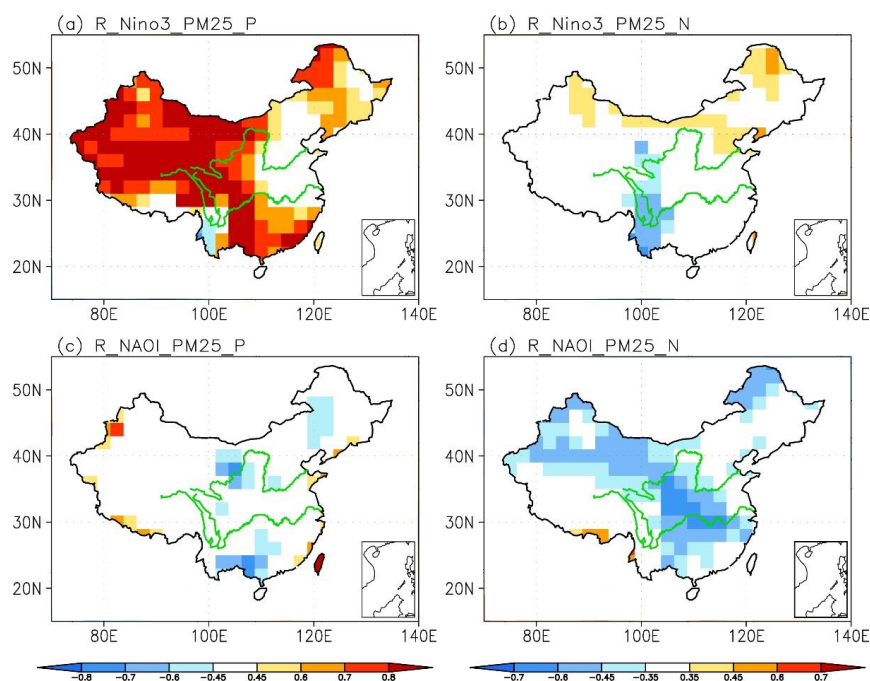 (a) R_Nino3_PM25_P
(b) R_Nino3_PM25_N
50N
40N
30N
20N
80E 100E 120E 140E
50N
40N
30N
20N
80E 100E 120E 140E
(c) R_NAOI_PM25_P
(d) R_NAOI_PM25_N
50N
40N
30N
20N
80E 100E 120E 140E
50N
40N
30N
20N
80E 100E 120E 140E
-0.8 -0.7 -0.6 0.45 0.45 0.6 0.7 0.8
-0.7 -0.6 -0.45 -0.35 0.35 0.45 0.6 0.7